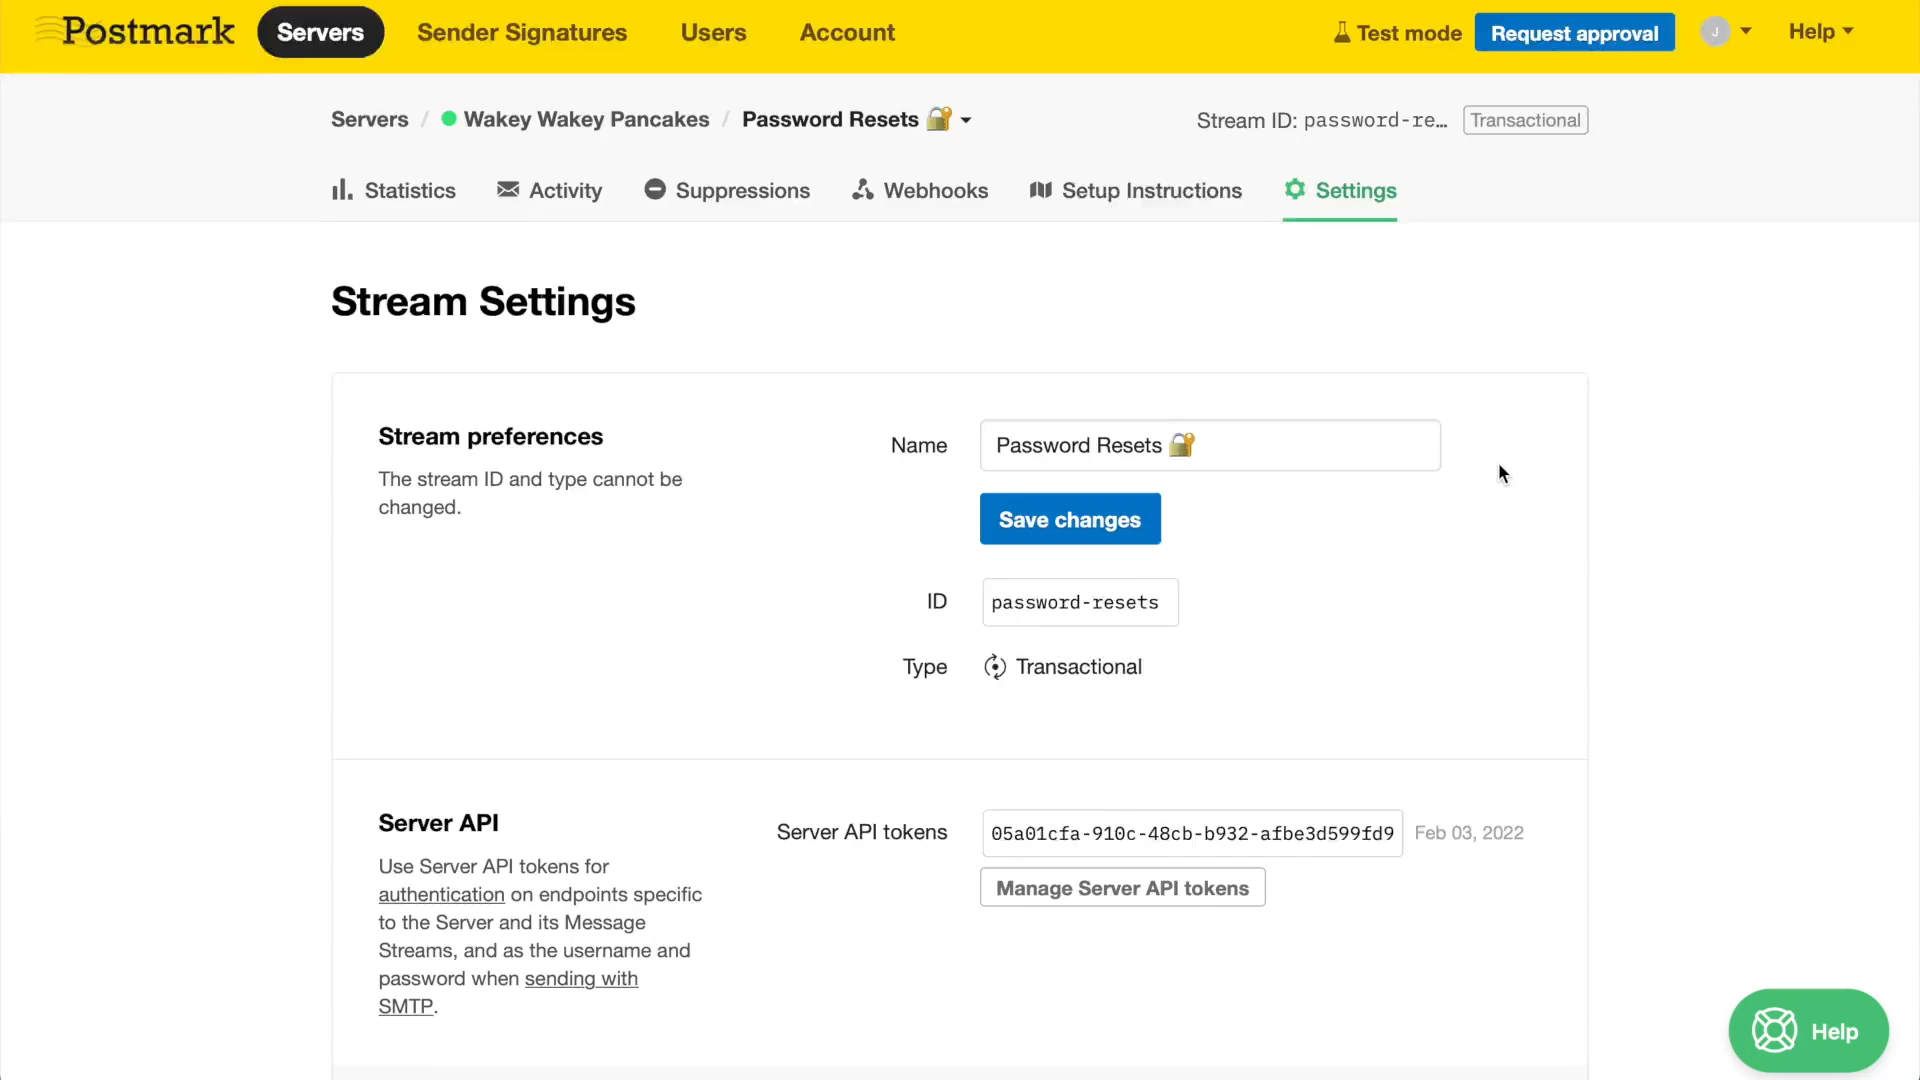 Postmark Servers Sender Signatures Users Account Test mode Request approval J Help
Servers / Wakey Wakey Pancakes / Password Resets 🔐 Stream ID: password-re… Transactional
Statistics Activity Suppressions Webhooks Setup Instructions Settings
Stream Settings
Stream preferences
The stream ID and type cannot be
changed.
Name Password Resets 🔐
Save changes
ID password-resets
Type Transactional
Server API
Use Server API tokens for
authentication on endpoints specific
to the Server and its Message
Streams, and as the username and
password when sending with
SMTP.
Server API tokens 05a01cfa-910c-48cb-b932-afbe3d599fd9 Feb 03, 2022
Manage Server API tokens
Help